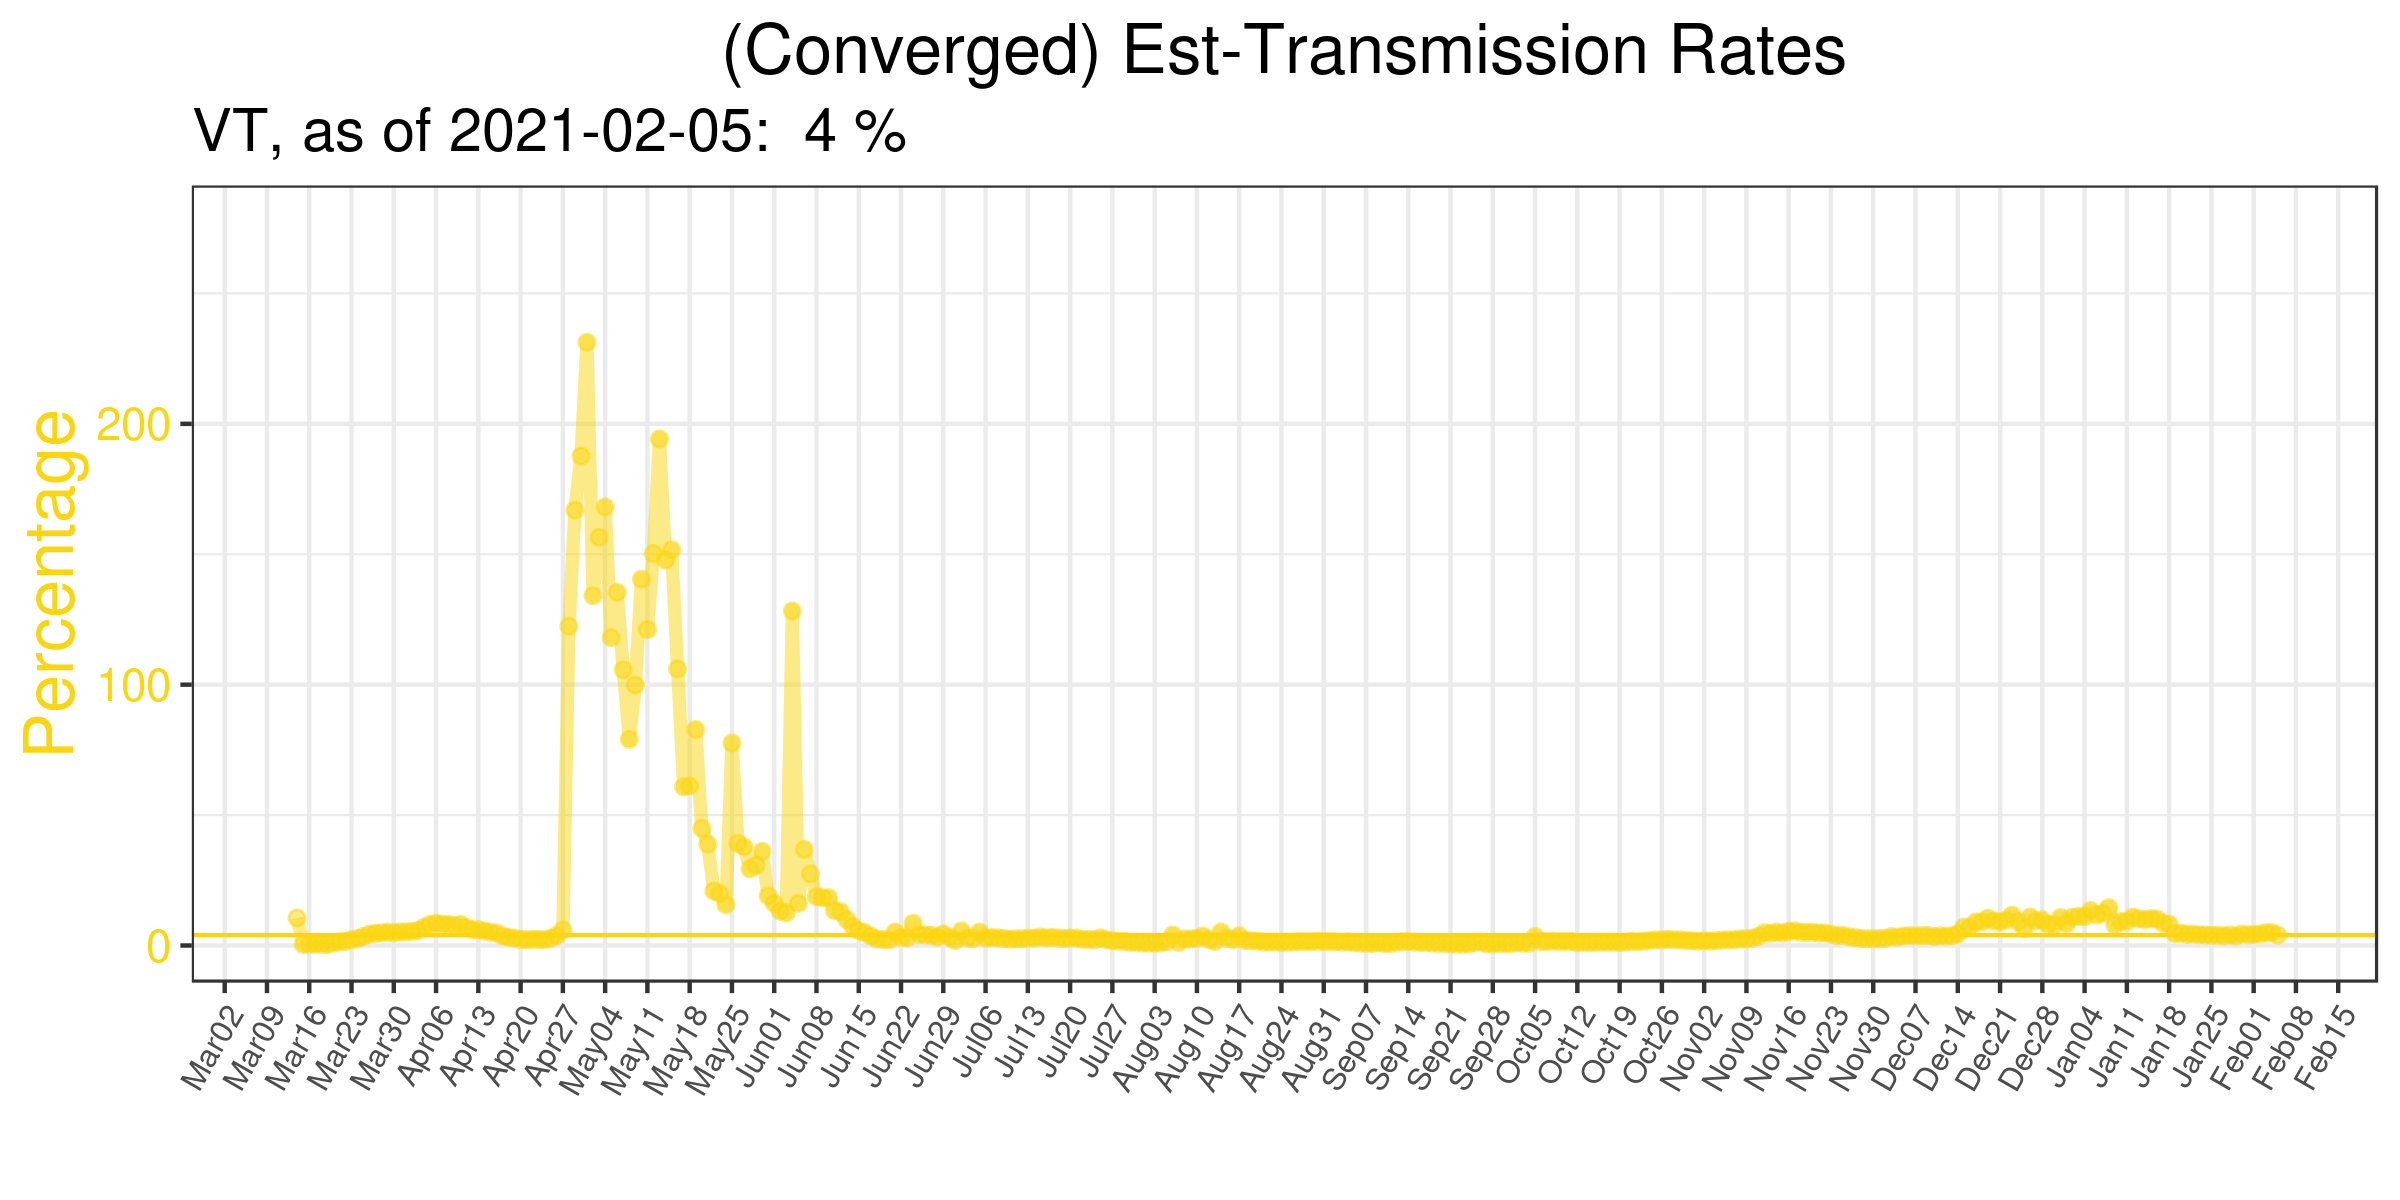 (Converged) Est-Transmission Rates
VT, as of 2021-02-05:  4 %
Percentage
200
100
0
Mar02
Mar09
Mar16
Mar23
Mar30
Apr06
Apr13
Apr20
Apr27
May04
May11
May18
May25
Jun01
Jun08
Jun15
Jun22
Jun29
Jul06
Jul13
Jul20
Jul27
Aug03
Aug10
Aug17
Aug24
Aug31
Sep07
Sep14
Sep21
Sep28
Oct05
Oct12
Oct19
Oct26
Nov02
Nov09
Nov16
Nov23
Nov30
Dec07
Dec14
Dec21
Dec28
Jan04
Jan11
Jan18
Jan25
Feb01
Feb08
Feb15